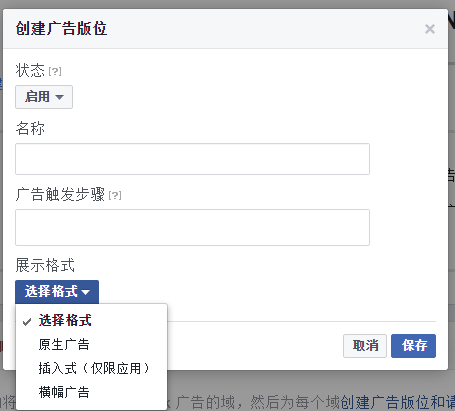 创建广告版位
×
状态 [?]
启用
名称
广告触发步骤 [?]
展示格式
选择格式
✓ 选择格式
原生广告
插入式（仅限应用）
横幅广告
取消
保存
k 广告的域，然后为每个域创建广告版位和请